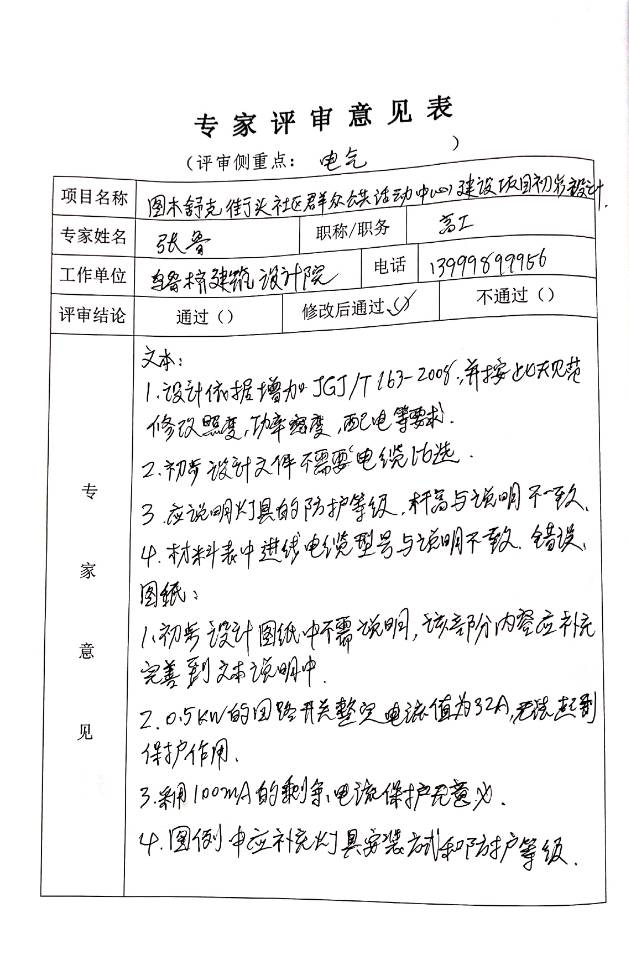 专家评审意见表
（评审侧重点： 电气 ）
项目名称 图木舒克街头社区群众公共活动中心建设项目初步设计
专家姓名 张鲁 职称/职务 高工
工作单位 建筑设计院 电话 13999899956
评审结论 通过（） 修改后通过（√） 不通过（）
专家意见
文本：
1.设计依据增加JGJ/T 163-2008，并按此规范
修改照度，功率密度，配电等要求.
2.初步设计文件不需要电缆比选.
3.应说明灯具的防护等级，杆高与说明不一致、
4.材料表中进线电缆型号与说明不一致.错误、
图纸：
1、初步设计图纸中不需说明，该部分内容应补充
完善到文本说明中.
2.0.5KW的回路开关整定电流值为32A，无法起到
保护作用.
3.采用100mA的剩余电流保护无意义.
4.图例中应补充灯具安装方式和防护等级.